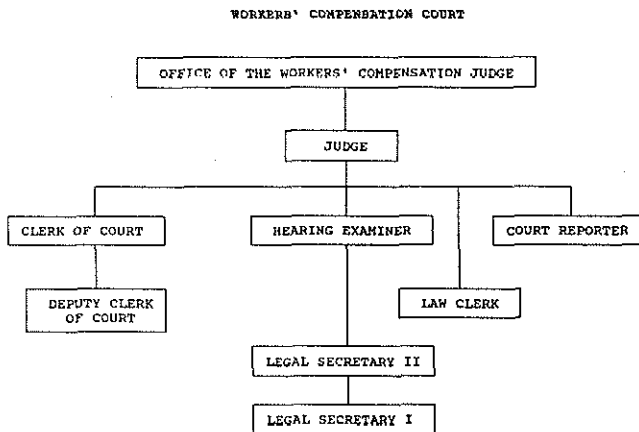 WORKERS' COMPENSATION COURT
OFFICE OF THE WORKERS' COMPENSATION JUDGE
JUDGE
CLERK OF COURT
HEARING EXAMINER
COURT REPORTER
DEPUTY CLERK
OF COURT
LAW CLERK
LEGAL SECRETARY II
LEGAL SECRETARY I